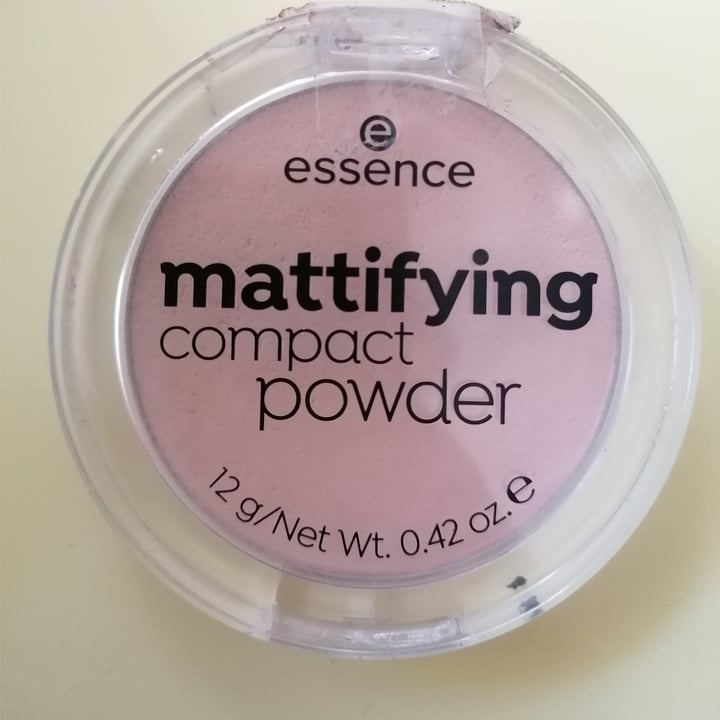 e
essence
mattifying
compact
powder
12 g/Net Wt. 0.42 oz.℮